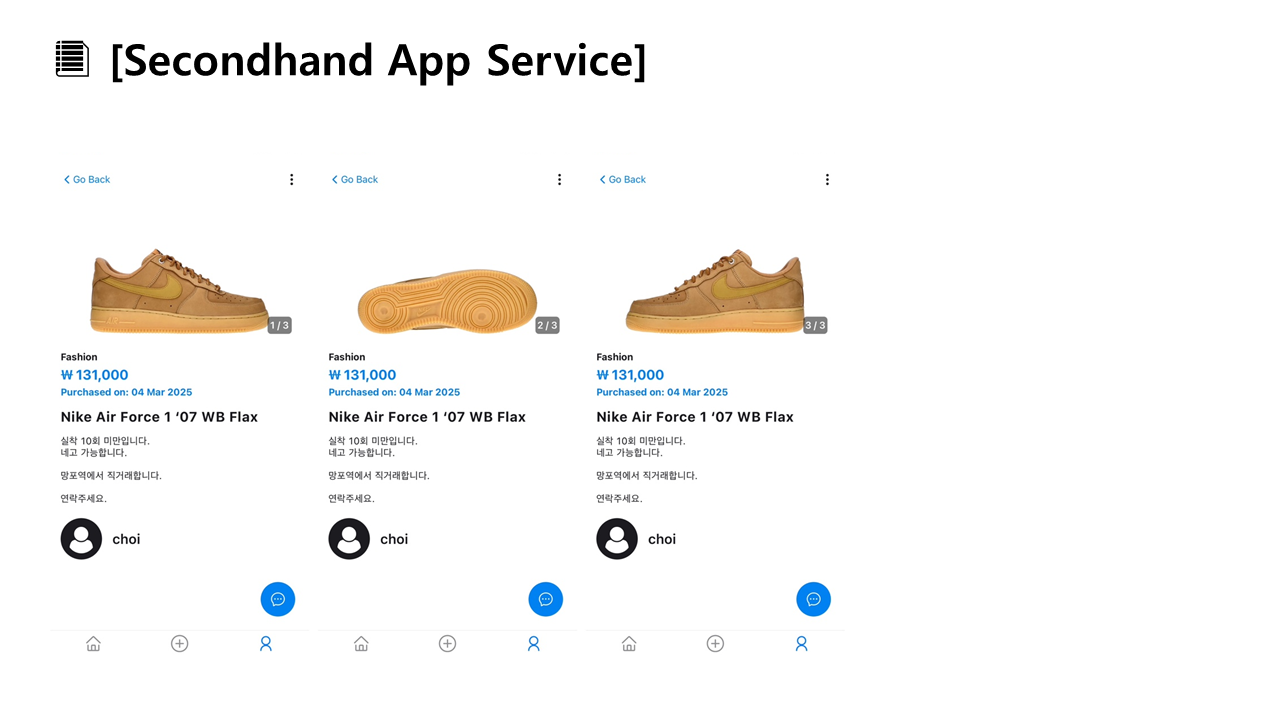 [Secondhand App Service]
Go Back
1 / 3
Fashion
₩ 131,000
Purchased on: 04 Mar 2025
Nike Air Force 1 ‘07 WB Flax
실착 10회 미만입니다.
네고 가능합니다.
망포역에서 직거래합니다.
연락주세요.
choi
Go Back
2 / 3
Fashion
₩ 131,000
Purchased on: 04 Mar 2025
Nike Air Force 1 ‘07 WB Flax
실착 10회 미만입니다.
네고 가능합니다.
망포역에서 직거래합니다.
연락주세요.
choi
Go Back
3 / 3
Fashion
₩ 131,000
Purchased on: 04 Mar 2025
Nike Air Force 1 ‘07 WB Flax
실착 10회 미만입니다.
네고 가능합니다.
망포역에서 직거래합니다.
연락주세요.
choi